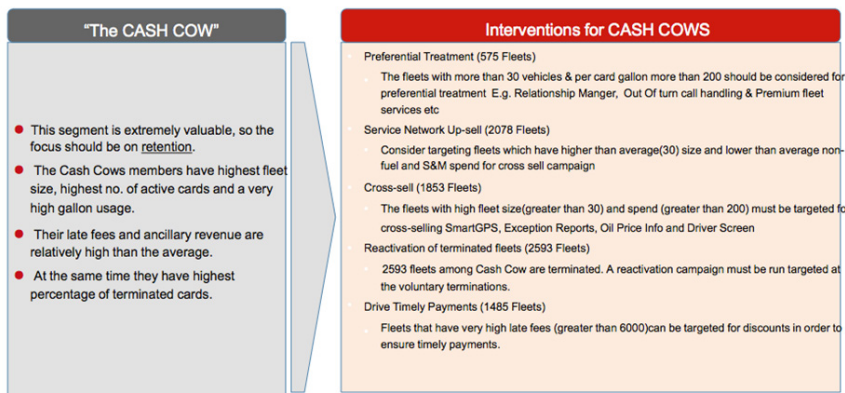 “The CASH COW”
This segment is extremely valuable, so the
focus should be on retention.
The Cash Cows members have highest fleet
size, highest no. of active cards and a very
high gallon usage.
Their late fees and ancillary revenue are
relatively high than the average.
At the same time they have highest
percentage of terminated cards.
Interventions for CASH COWS
Preferential Treatment (575 Fleets)
The fleets with more than 30 vehicles & per card gallon more than 200 should be considered for
preferential treatment E.g. Relationship Manger, Out Of turn call handling & Premium fleet
services etc
Service Network Up-sell (2078 Fleets)
Consider targeting fleets which have higher than average(30) size and lower than average non-
fuel and S&M spend for cross sell campaign
Cross-sell (1853 Fleets)
The fleets with high fleet size(greater than 30) and spend (greater than 200) must be targeted fo
cross-selling SmartGPS, Exception Reports, Oil Price Info and Driver Screen
Reactivation of terminated fleets (2593 Fleets)
2593 fleets among Cash Cow are terminated. A reactivation campaign must be run targeted at
the voluntary terminations.
Drive Timely Payments (1485 Fleets)
Fleets that have very high late fees (greater than 6000)can be targeted for discounts in order to
ensure timely payments.